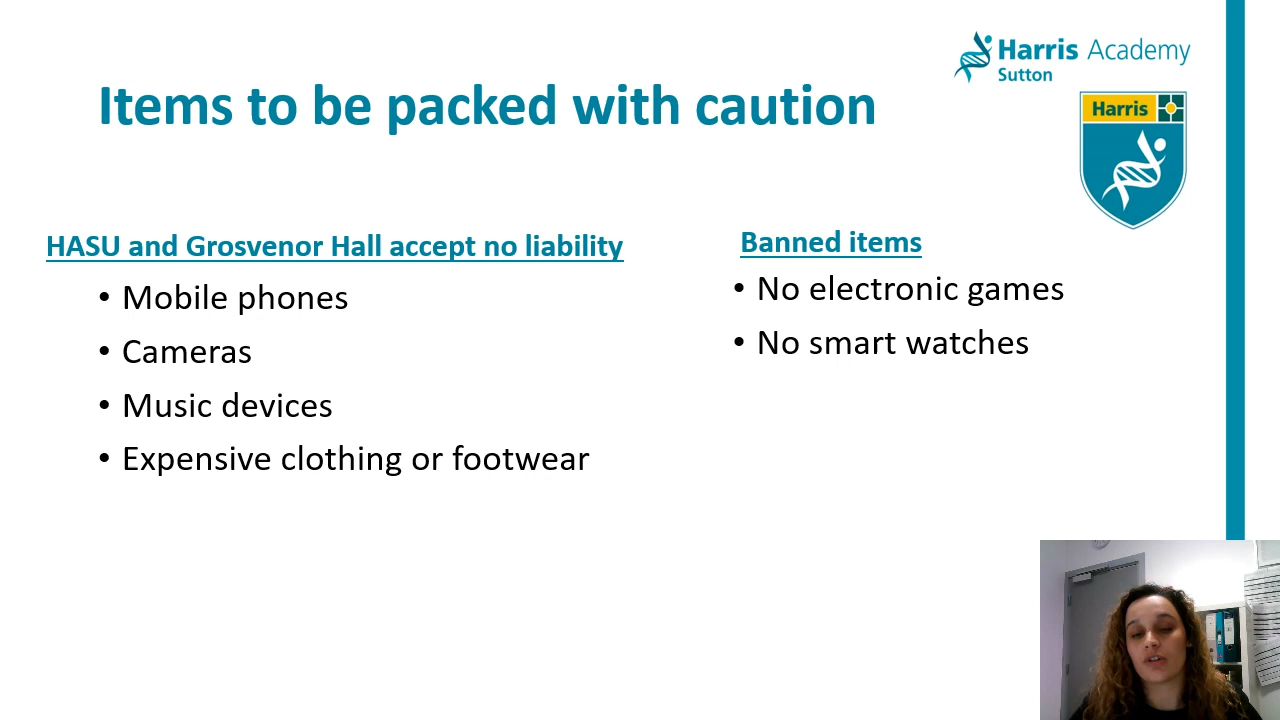 Harris Academy
Sutton
Harris
Items to be packed with caution
HASU and Grosvenor Hall accept no liability
• Mobile phones
• Cameras
• Music devices
• Expensive clothing or footwear
Banned items
• No electronic games
• No smart watches